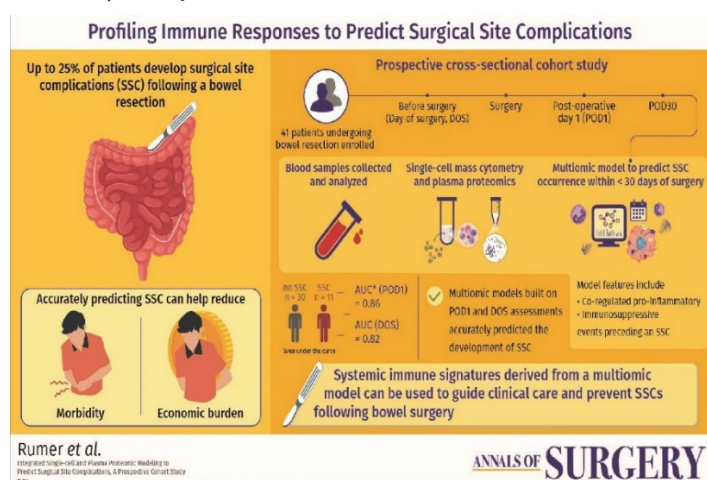 Profiling Immune Responses to Predict Surgical Site Complications
Up to 25% of patients develop surgical site
complications (SSC) following a bowel
resection
Accurately predicting SSC can help reduce
Morbidity
Economic burden
Prospective cross-sectional cohort study
41 patients undergoing
bowel resection enrolled
Before surgery
(Day of surgery, DOS)
Surgery
Post-operative
day 1 (POD1)
POD30
Blood samples collected
and analyzed
Single-cell mass cytometry
and plasma proteomics
Multiomic model to predict SSC
occurrence within < 30 days of surgery
no SSC
n = 30
SSC
n = 11
AUC* (POD1)
= 0.86
AUC (DOS)
= 0.82
*Area under the curve
Multiomic models built on
POD1 and DOS assessments
accurately predicted the
development of SSC
Model features include
• Co-regulated pro-inflammatory
• Immunosuppressive
events preceding an SSC
Systemic immune signatures derived from a multiomic
model can be used to guide clinical care and prevent SSCs
following bowel surgery
Rumer et al.
Integrated Single-cell and Plasma Proteomic Modeling to
Predict Surgical Site Complications, A Prospective Cohort Study
ANNALS OF SURGERY